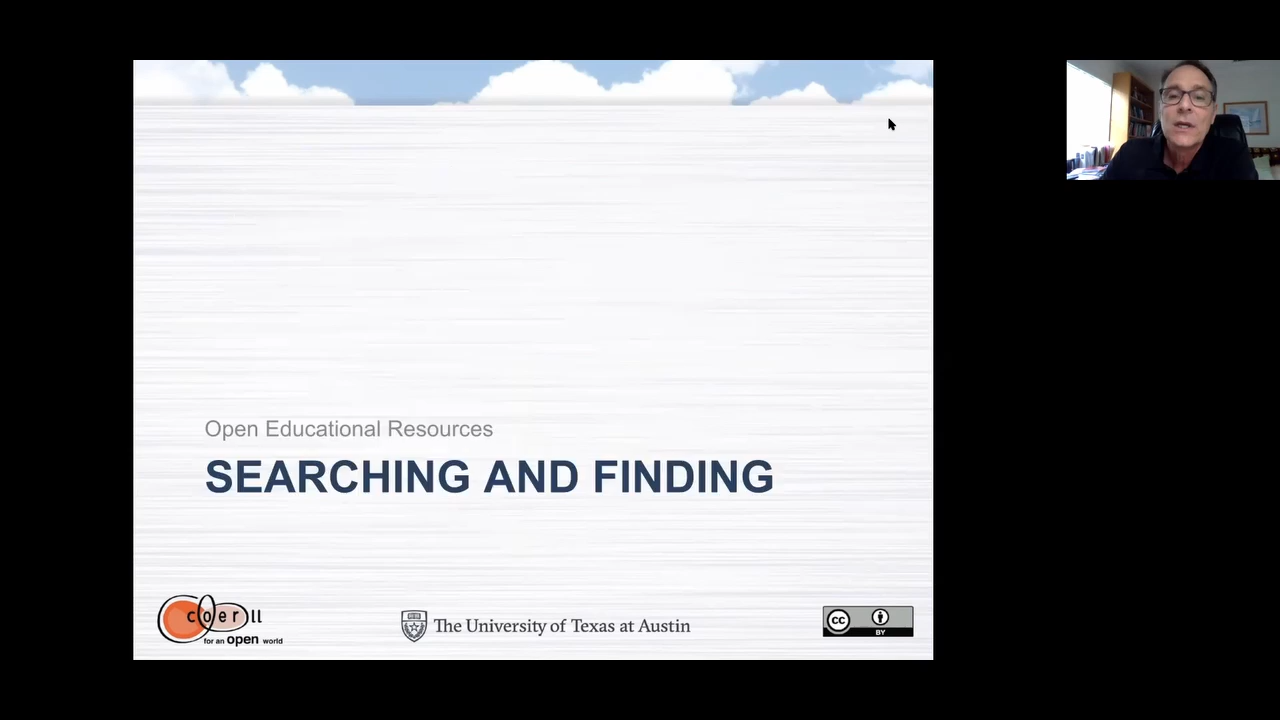 Open Educational Resources
SEARCHING AND FINDING
coerll
for an open world
The University of Texas at Austin
cc
BY